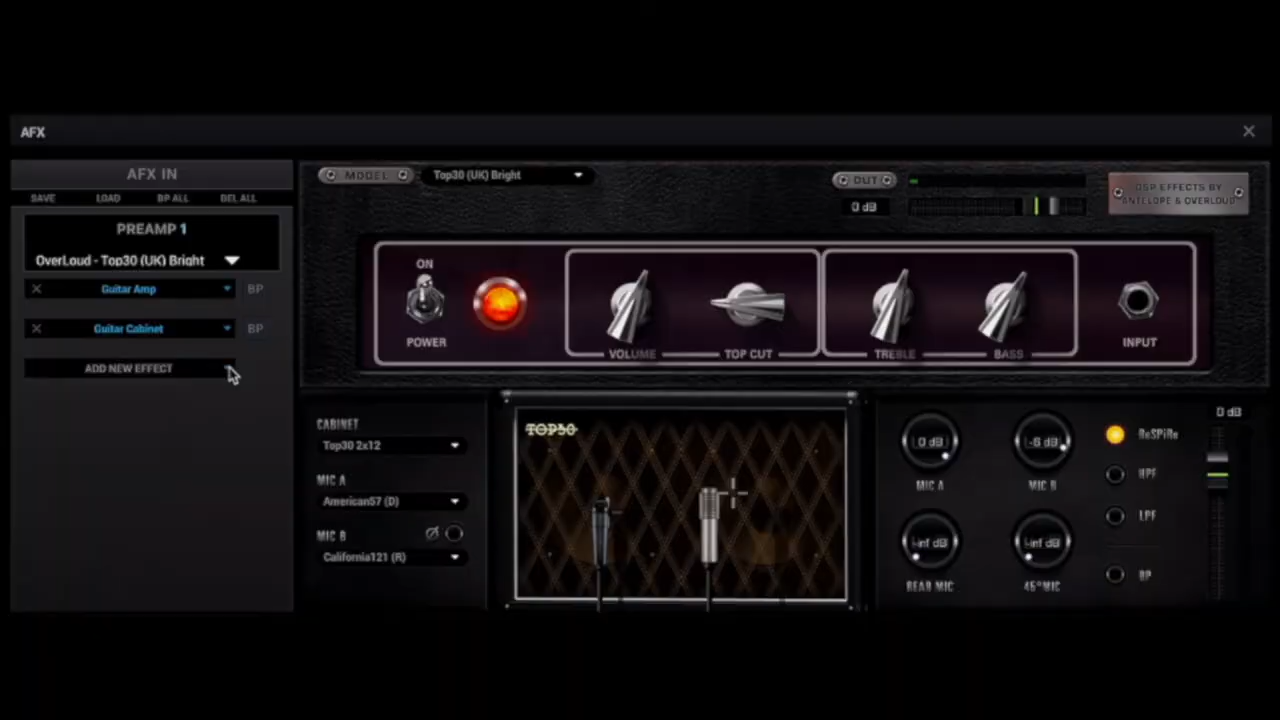 AFX
AFX IN
SAVE LOAD BP ALL DEL ALL
PREAMP 1
OverLoud - Top30 (UK) Bright
Guitar Amp BP
Guitar Cabinet BP
ADD NEW EFFECT
MODEL Top30 (UK) Bright
OUT
0 dB
DSP EFFECTS BY
ANTELOPE & OVERLOUD
ON
POWER
VOLUME TOP CUT TREBLE BASS INPUT
CABINET
Top30 2x12
MIC A
American57 (D)
MIC B
California121 (R)
TOP30
0 dB
MIC A
-6 dB
MIC B
-inf dB
REAR MIC
-inf dB
45°MIC
ReSPiRe
HPF
LPF
BP
0 dB